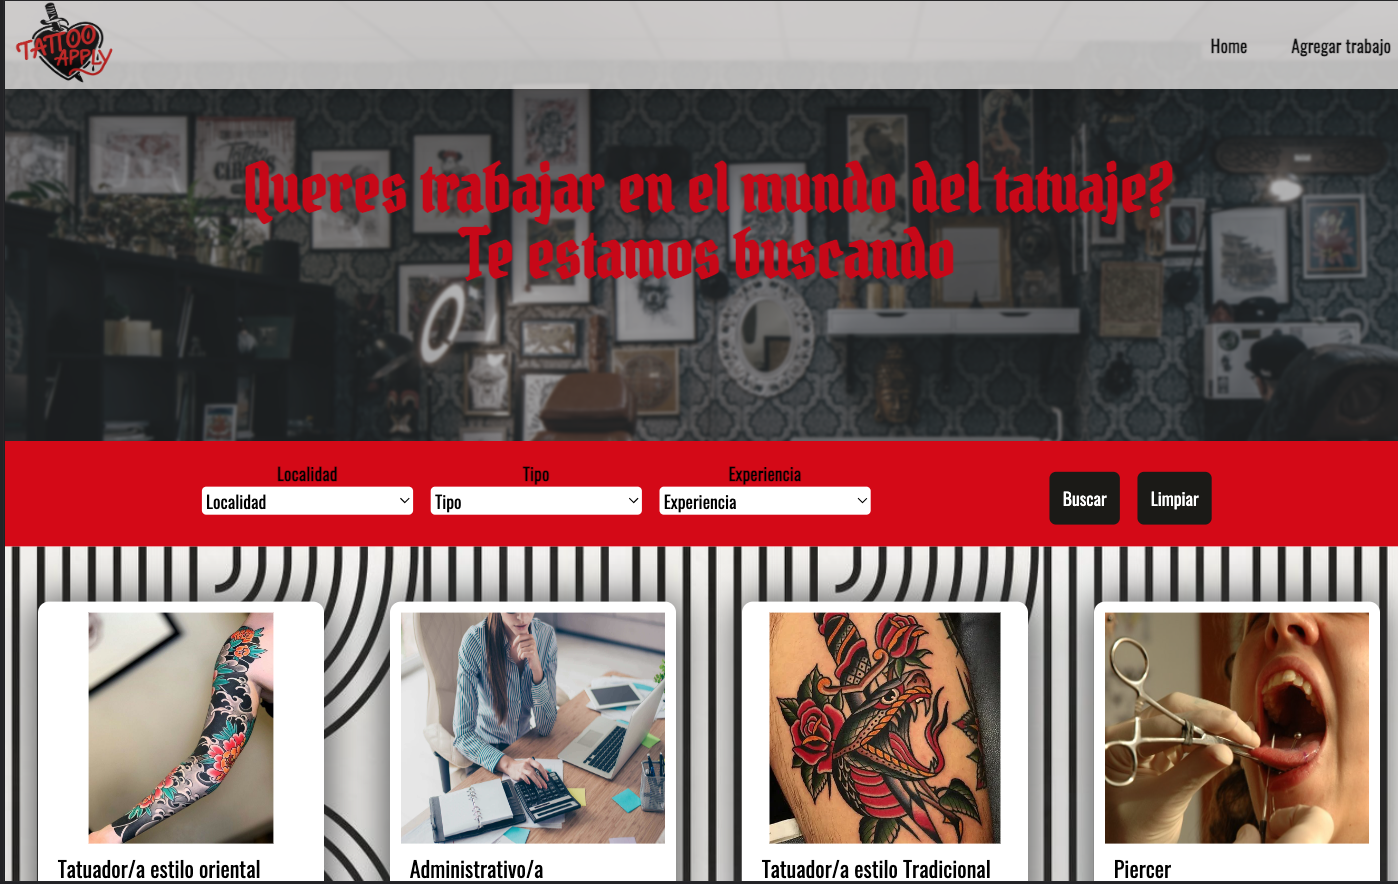 TATTOO
APPLY
Home
Agregar trabajo
Queres trabajar en el mundo del tatuaje?
Te estamos buscando
Localidad
Tipo
Experiencia
Localidad
Tipo
Experiencia
Buscar
Limpiar
Tatuador/a estilo oriental
Administrativo/a
Tatuador/a estilo Tradicional
Piercer